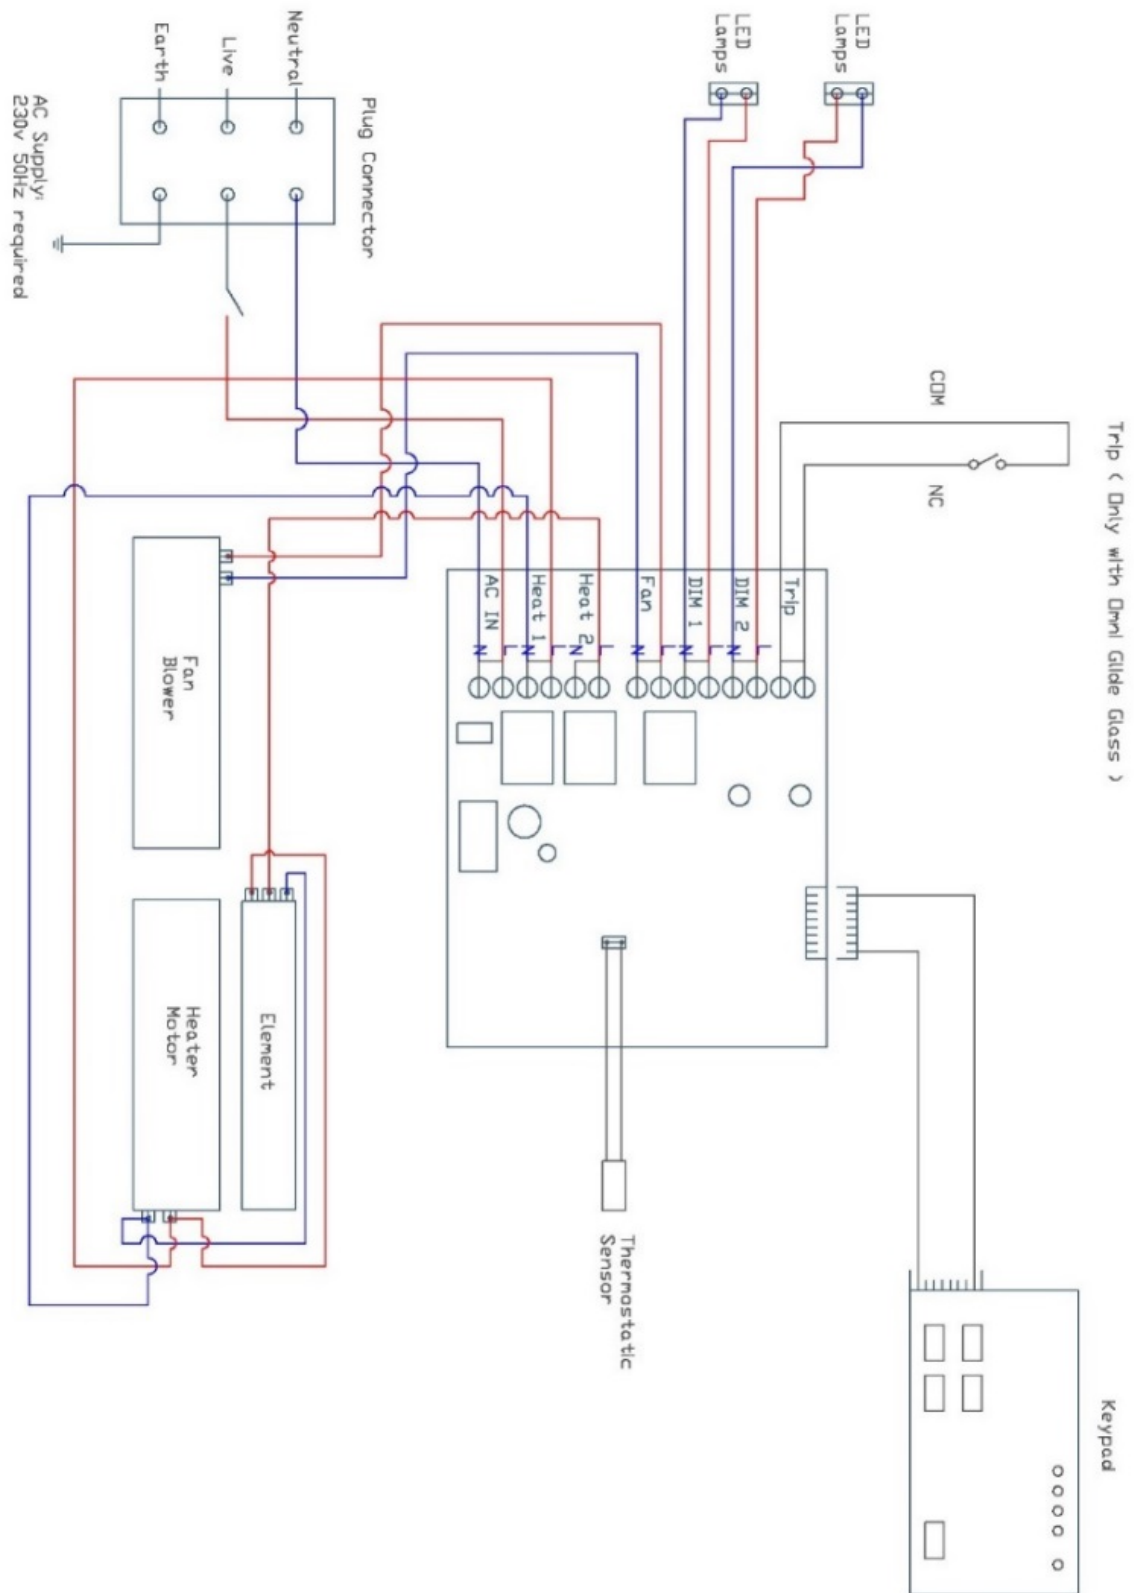 Trip ( Only with Omni Glide Glass )
COM
NC
Keypad
LED
Lamps
LED
Lamps
Plug Connector
Neutral
Live
Earth
AC Supply:
230v 50Hz required
Trip
DIM 2
DIM 1
Fan
Heat 2
Heat 1
AC IN
L
N
L
N
L
N
L
N
L
N
L
N
Thermostatic
Sensor
Element
Fan
Blower
Heater
Motor